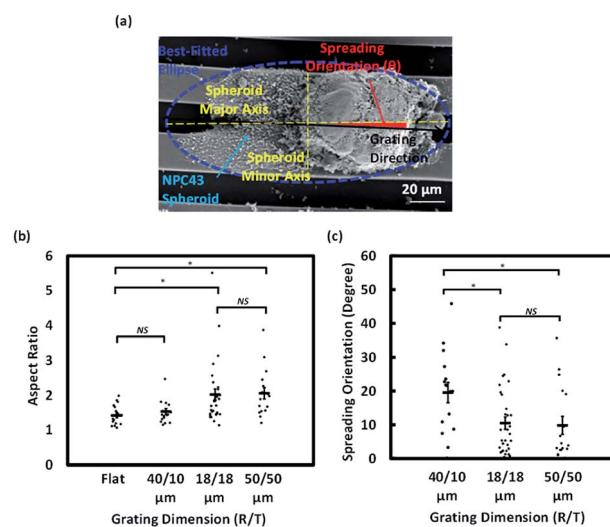 (a)
Best-Fitted
Ellipse
Spreading
Orientation (θ)
Spheroid
Major Axis
Grating
Direction
Spheroid
Minor Axis
NPC43
Spheroid
20 μm
(b)
6
5
4
3
2
1
0
Aspect Ratio
*
*
NS
NS
Flat
40/10
μm
18/18
μm
50/50
μm
Grating Dimension (R/T)
(c)
60
50
40
30
20
10
0
Spreading Orientation (Degree)
*
*
NS
40/10
μm
18/18
μm
50/50
μm
Grating Dimension (R/T)